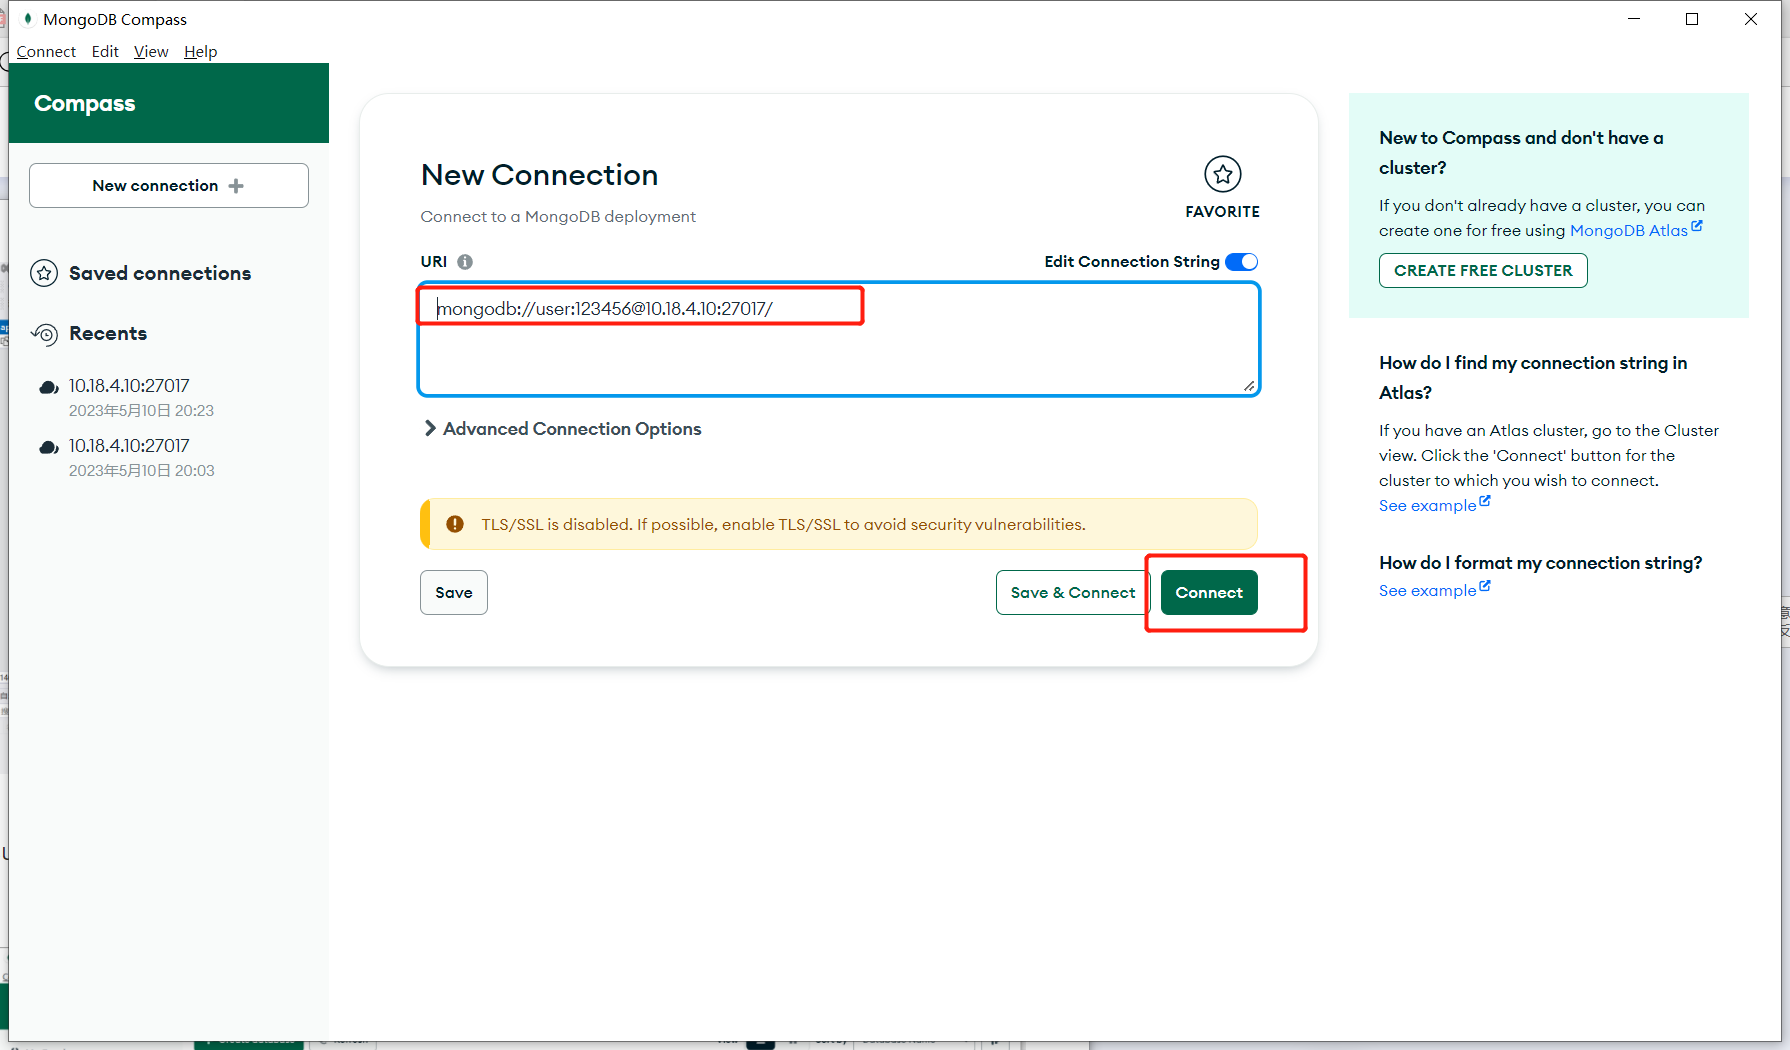 MongoDB Compass
Connect Edit View Help
Compass
New connection
Saved connections
Recents
10.18.4.10:27017
2023年5月10日 20:23
10.18.4.10:27017
2023年5月10日 20:03
New Connection
Connect to a MongoDB deployment
FAVORITE
URI
Edit Connection String
mongodb://user:123456@10.18.4.10:27017/
Advanced Connection Options
TLS/SSL is disabled. If possible, enable TLS/SSL to avoid security vulnerabilities.
Save
Save & Connect
Connect
New to Compass and don't have a
cluster?
If you don't already have a cluster, you can
create one for free using MongoDB Atlas
CREATE FREE CLUSTER
How do I find my connection string in
Atlas?
If you have an Atlas cluster, go to the Cluster
view. Click the 'Connect' button for the
cluster to which you wish to connect.
See example
How do I format my connection string?
See example